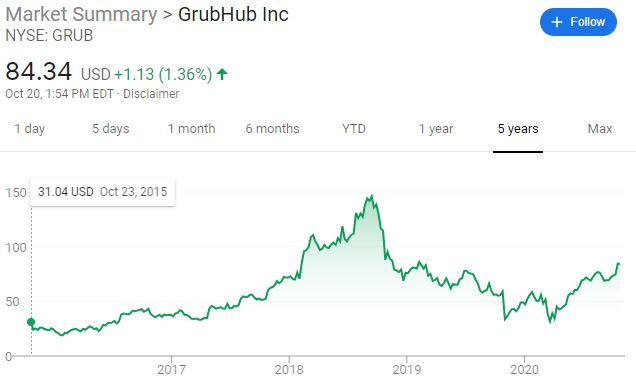 Market Summary > GrubHub Inc
NYSE: GRUB
+ Follow
84.34 USD +1.13 (1.36%) ↑
Oct 20, 1:54 PM EDT · Disclaimer
1 day 5 days 1 month 6 months YTD 1 year 5 years Max
31.04 USD Oct 23, 2015
150
100
50
0
2017 2018 2019 2020